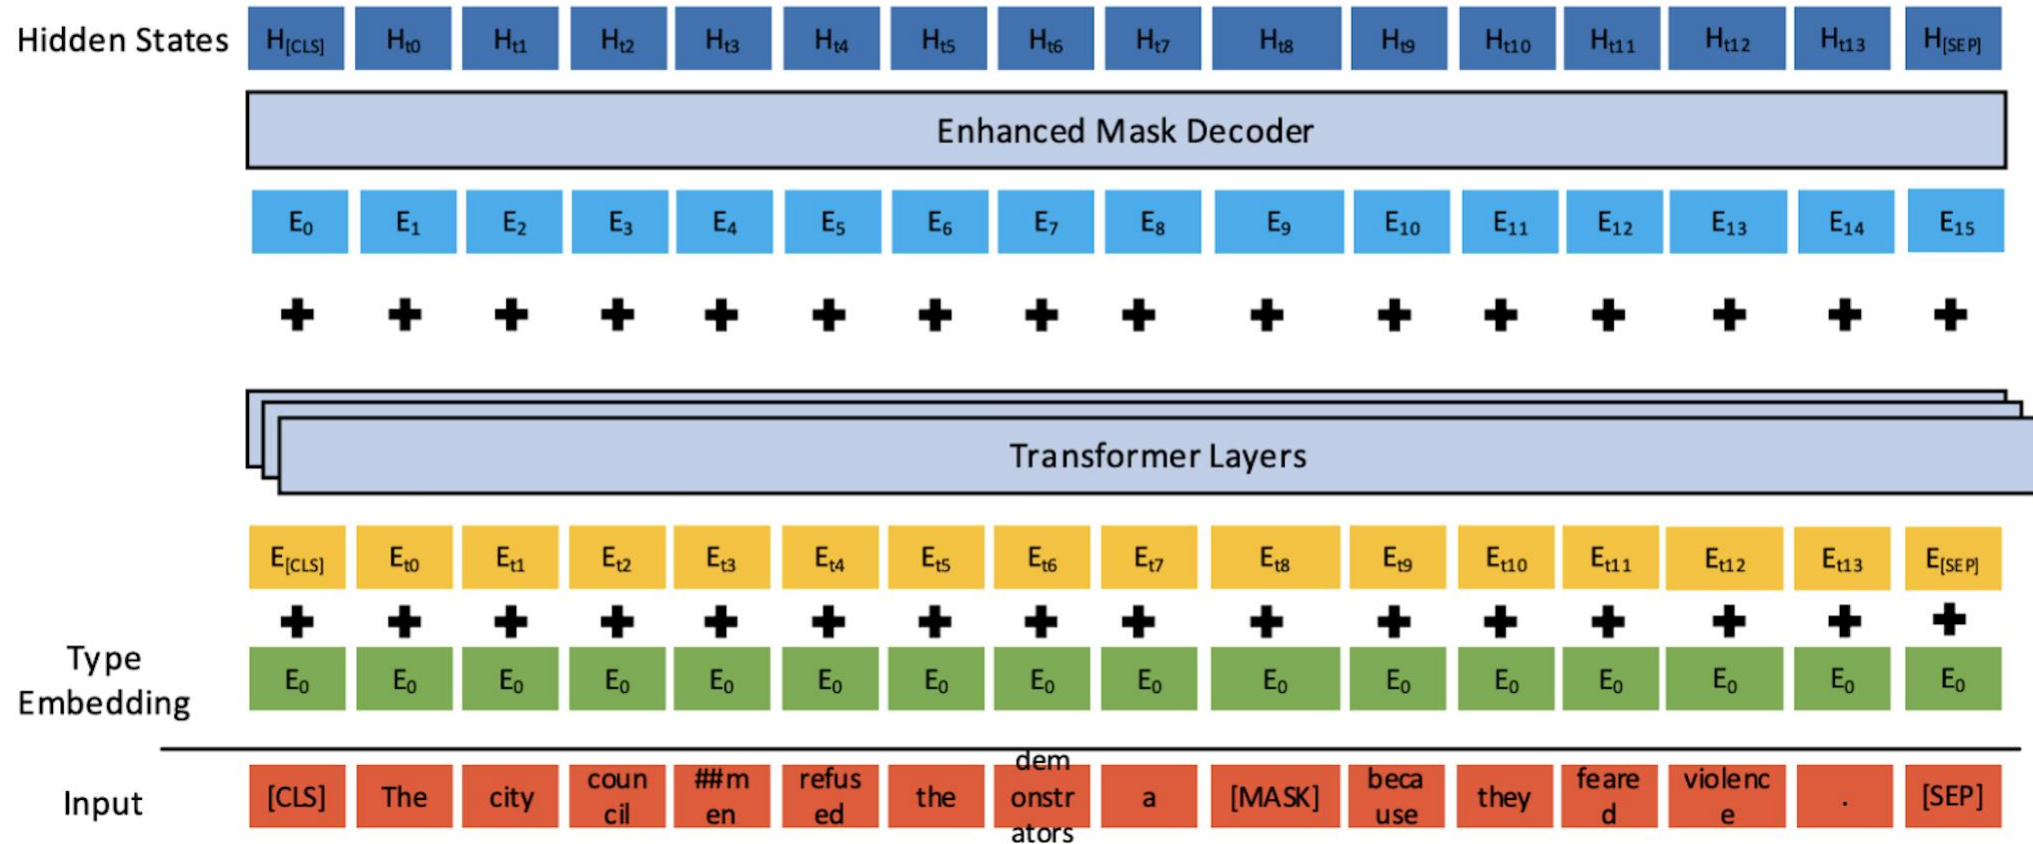 Hidden States H[CLS] Ht0 Ht1 Ht2 Ht3 Ht4 Ht5 Ht6 Ht7 Ht8 Ht9 Ht10 Ht11 Ht12 Ht13 H[SEP]
Enhanced Mask Decoder
E0 E1 E2 E3 E4 E5 E6 E7 E8 E9 E10 E11 E12 E13 E14 E15
+ + + + + + + + + + + + + + + +
Transformer Layers
E[CLS] Et0 Et1 Et2 Et3 Et4 Et5 Et6 Et7 Et8 Et9 Et10 Et11 Et12 Et13 E[SEP]
+ + + + + + + + + + + + + + + +
Type
Embedding
E0 E0 E0 E0 E0 E0 E0 E0 E0 E0 E0 E0 E0 E0 E0 E0
Input
[CLS]
The
city
coun
cil
##m
en
refus
ed
the
dem
onstr
ators
a
[MASK]
beca
use
they
feare
d
violenc
e
.
[SEP]